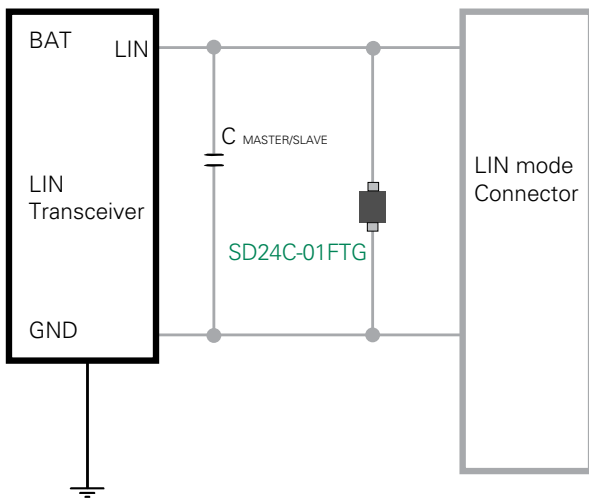 BAT
LIN
C MASTER/SLAVE
LIN
Transceiver
LIN mode
Connector
SD24C-01FTG
GND